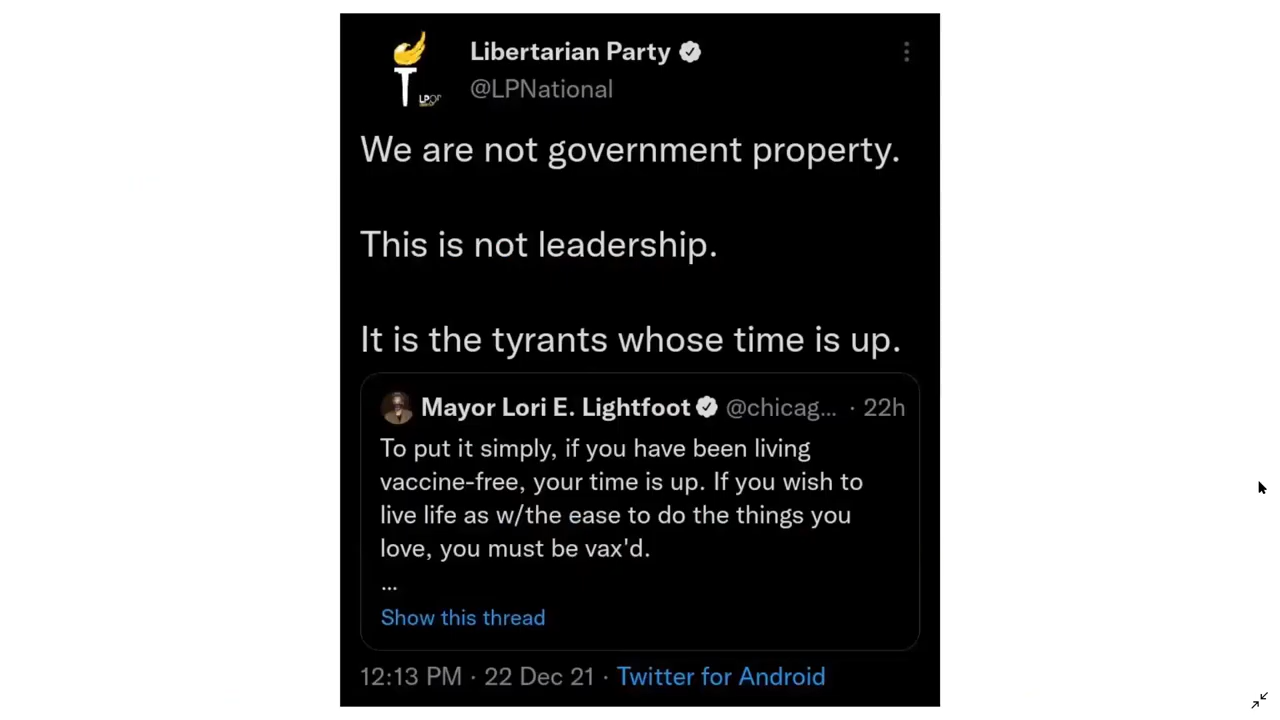 Libertarian Party
@LPNational
We are not government property.
This is not leadership.
It is the tyrants whose time is up.
Mayor Lori E. Lightfoot @chicag... · 22h
To put it simply, if you have been living
vaccine-free, your time is up. If you wish to
live life as w/the ease to do the things you
love, you must be vax'd.
...
Show this thread
12:13 PM · 22 Dec 21 · Twitter for Android